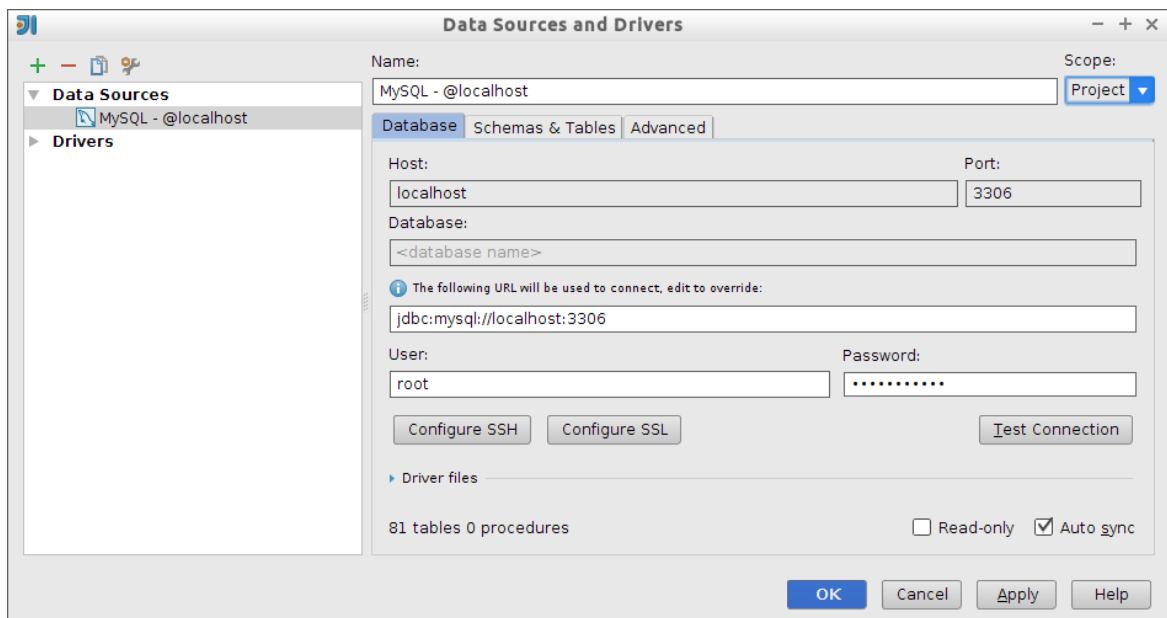 Data Sources and Drivers
Name:
Scope:
MySQL - @localhost
Project
Data Sources
MySQL - @localhost
Drivers
Database
Schemas & Tables
Advanced
Host:
Port:
localhost
3306
Database:
<database name>
The following URL will be used to connect, edit to override:
jdbc:mysql://localhost:3306
User:
Password:
root
•••••••••••
Configure SSH
Configure SSL
Test Connection
Driver files
81 tables 0 procedures
Read-only
Auto sync
OK
Cancel
Apply
Help